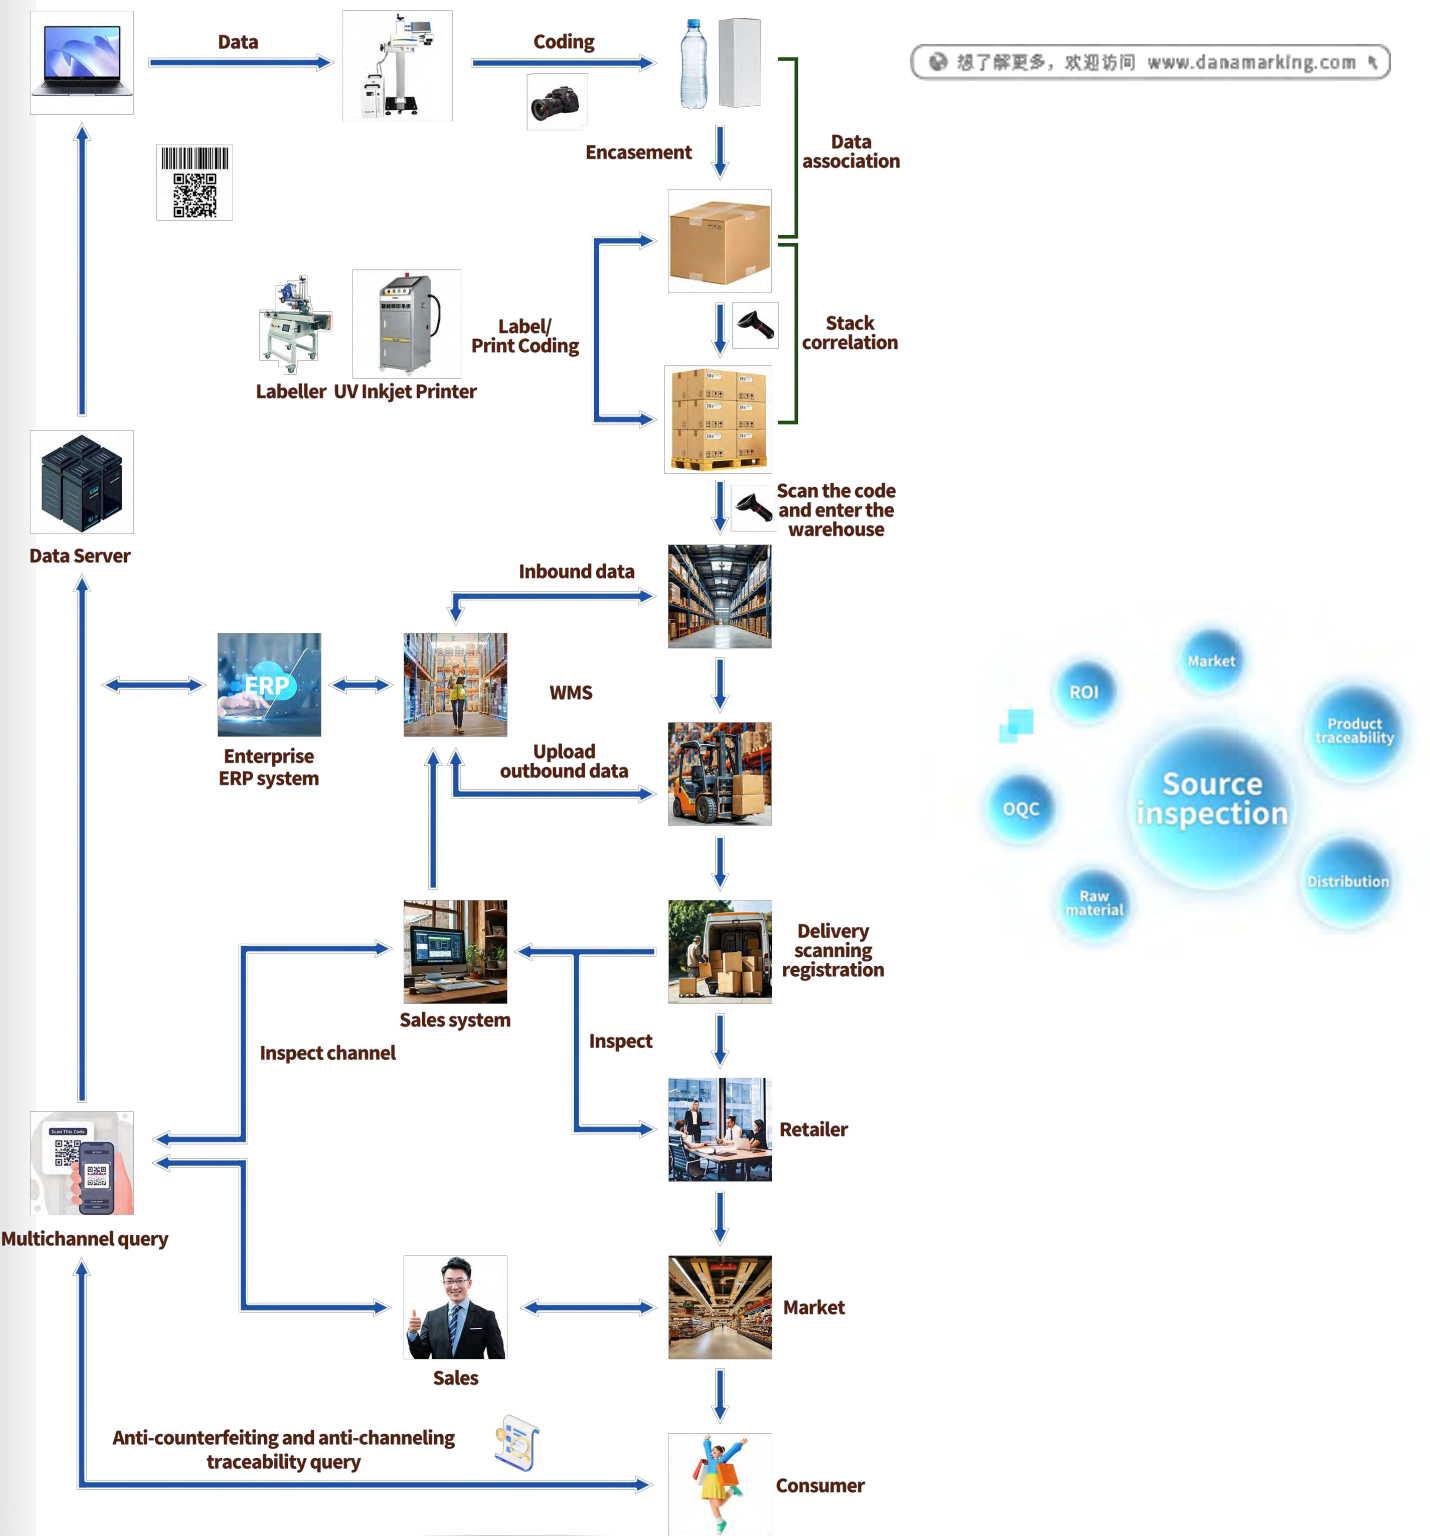 Data
Coding
想了解更多，欢迎访问 www.danamarking.com
Encasement
Data
association
Label/
Print Coding
Stack
correlation
Labeller
UV Inkjet Printer
Scan the code
and enter the
warehouse
Data Server
Inbound data
ERP
WMS
Enterprise
ERP system
Upload
outbound data
Market
ROI
Product
traceability
Source
inspection
OQC
Raw
material
Distribution
Delivery
scanning
registration
Sales system
Inspect channel
Inspect
Scan This Code
Retailer
Multichannel query
Market
Sales
Anti-counterfeiting and anti-channeling
traceability query
Consumer